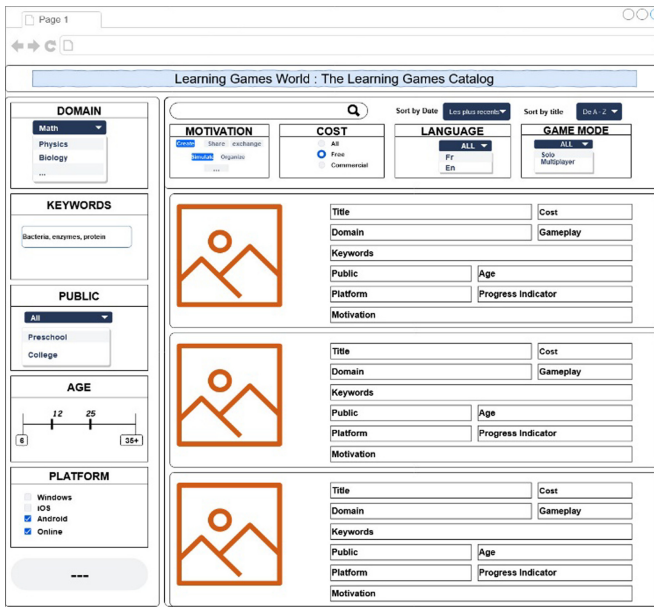 Page 1
Learning Games World : The Learning Games Catalog
DOMAIN
Math
Physics
Biology
...
KEYWORDS
Bacteria, enzymes, protein
PUBLIC
All
Preschool
College
AGE
12 25
6 35+
PLATFORM
Windows
iOS
Android
Online
---
Sort by Date Les plus recents Sort by title De A - Z
MOTIVATION
Create Share exchange
Simulate Organize
...
COST
All
Free
Commercial
LANGUAGE
ALL
Fr
En
GAME MODE
ALL
Solo
Multiplayer
Title Cost
Domain Gameplay
Keywords
Public Age
Platform Progress Indicator
Motivation
Title Cost
Domain Gameplay
Keywords
Public Age
Platform Progress Indicator
Motivation
Title Cost
Domain Gameplay
Keywords
Public Age
Platform Progress Indicator
Motivation